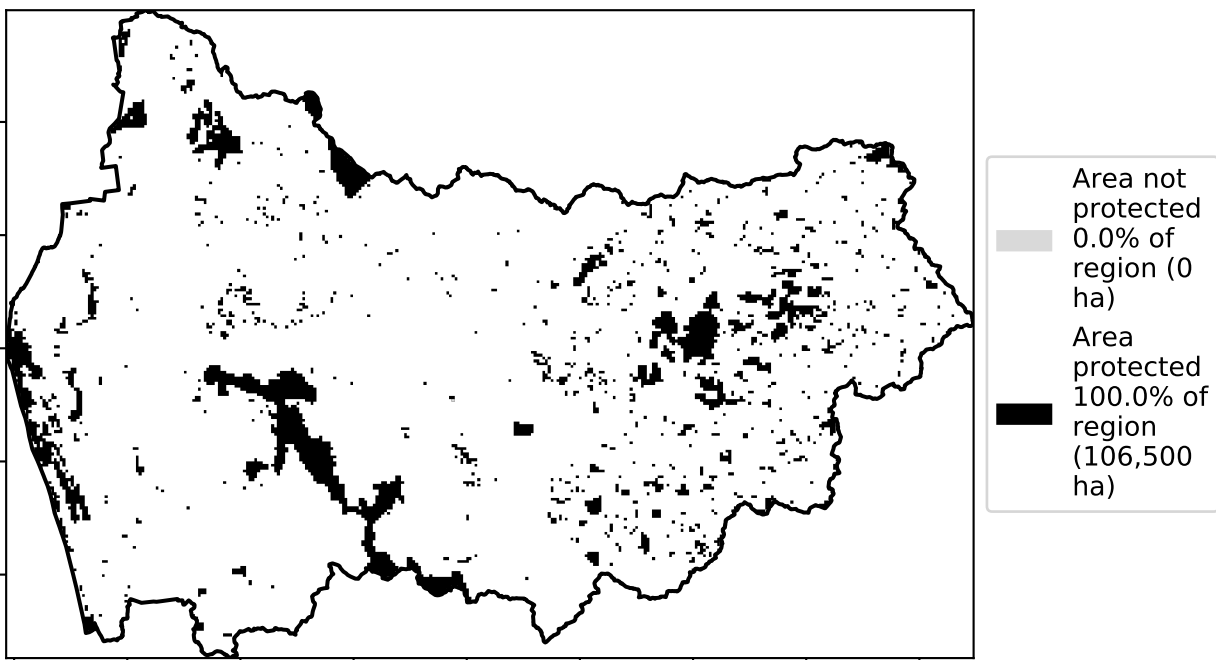 Area not
protected
0.0% of
region (0
ha)
Area
protected
100.0% of
region
(106,500
ha)